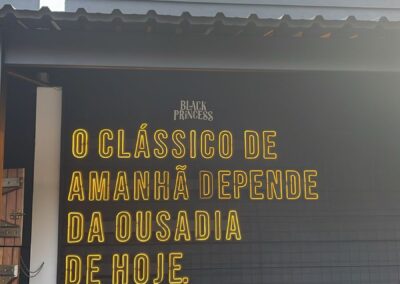 BLACK
PRINCESS
O CLÁSSICO DE
AMANHÃ DEPENDE
DA OUSADIA
DE HOJE.